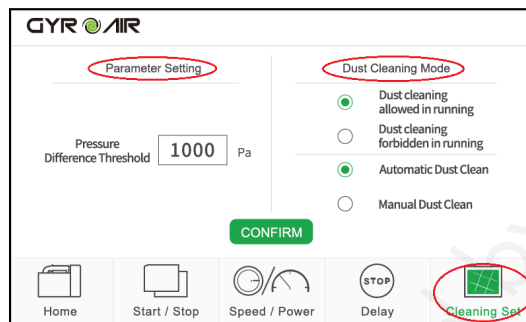 GYRO AIR
Parameter Setting
Pressure
Difference Threshold
1000
Pa
Dust Cleaning Mode
Dust cleaning
allowed in running
Dust cleaning
forbidden in running
Automatic Dust Clean
Manual Dust Clean
CONFIRM
Home
Start / Stop
Speed / Power
STOP
Delay
Cleaning Set